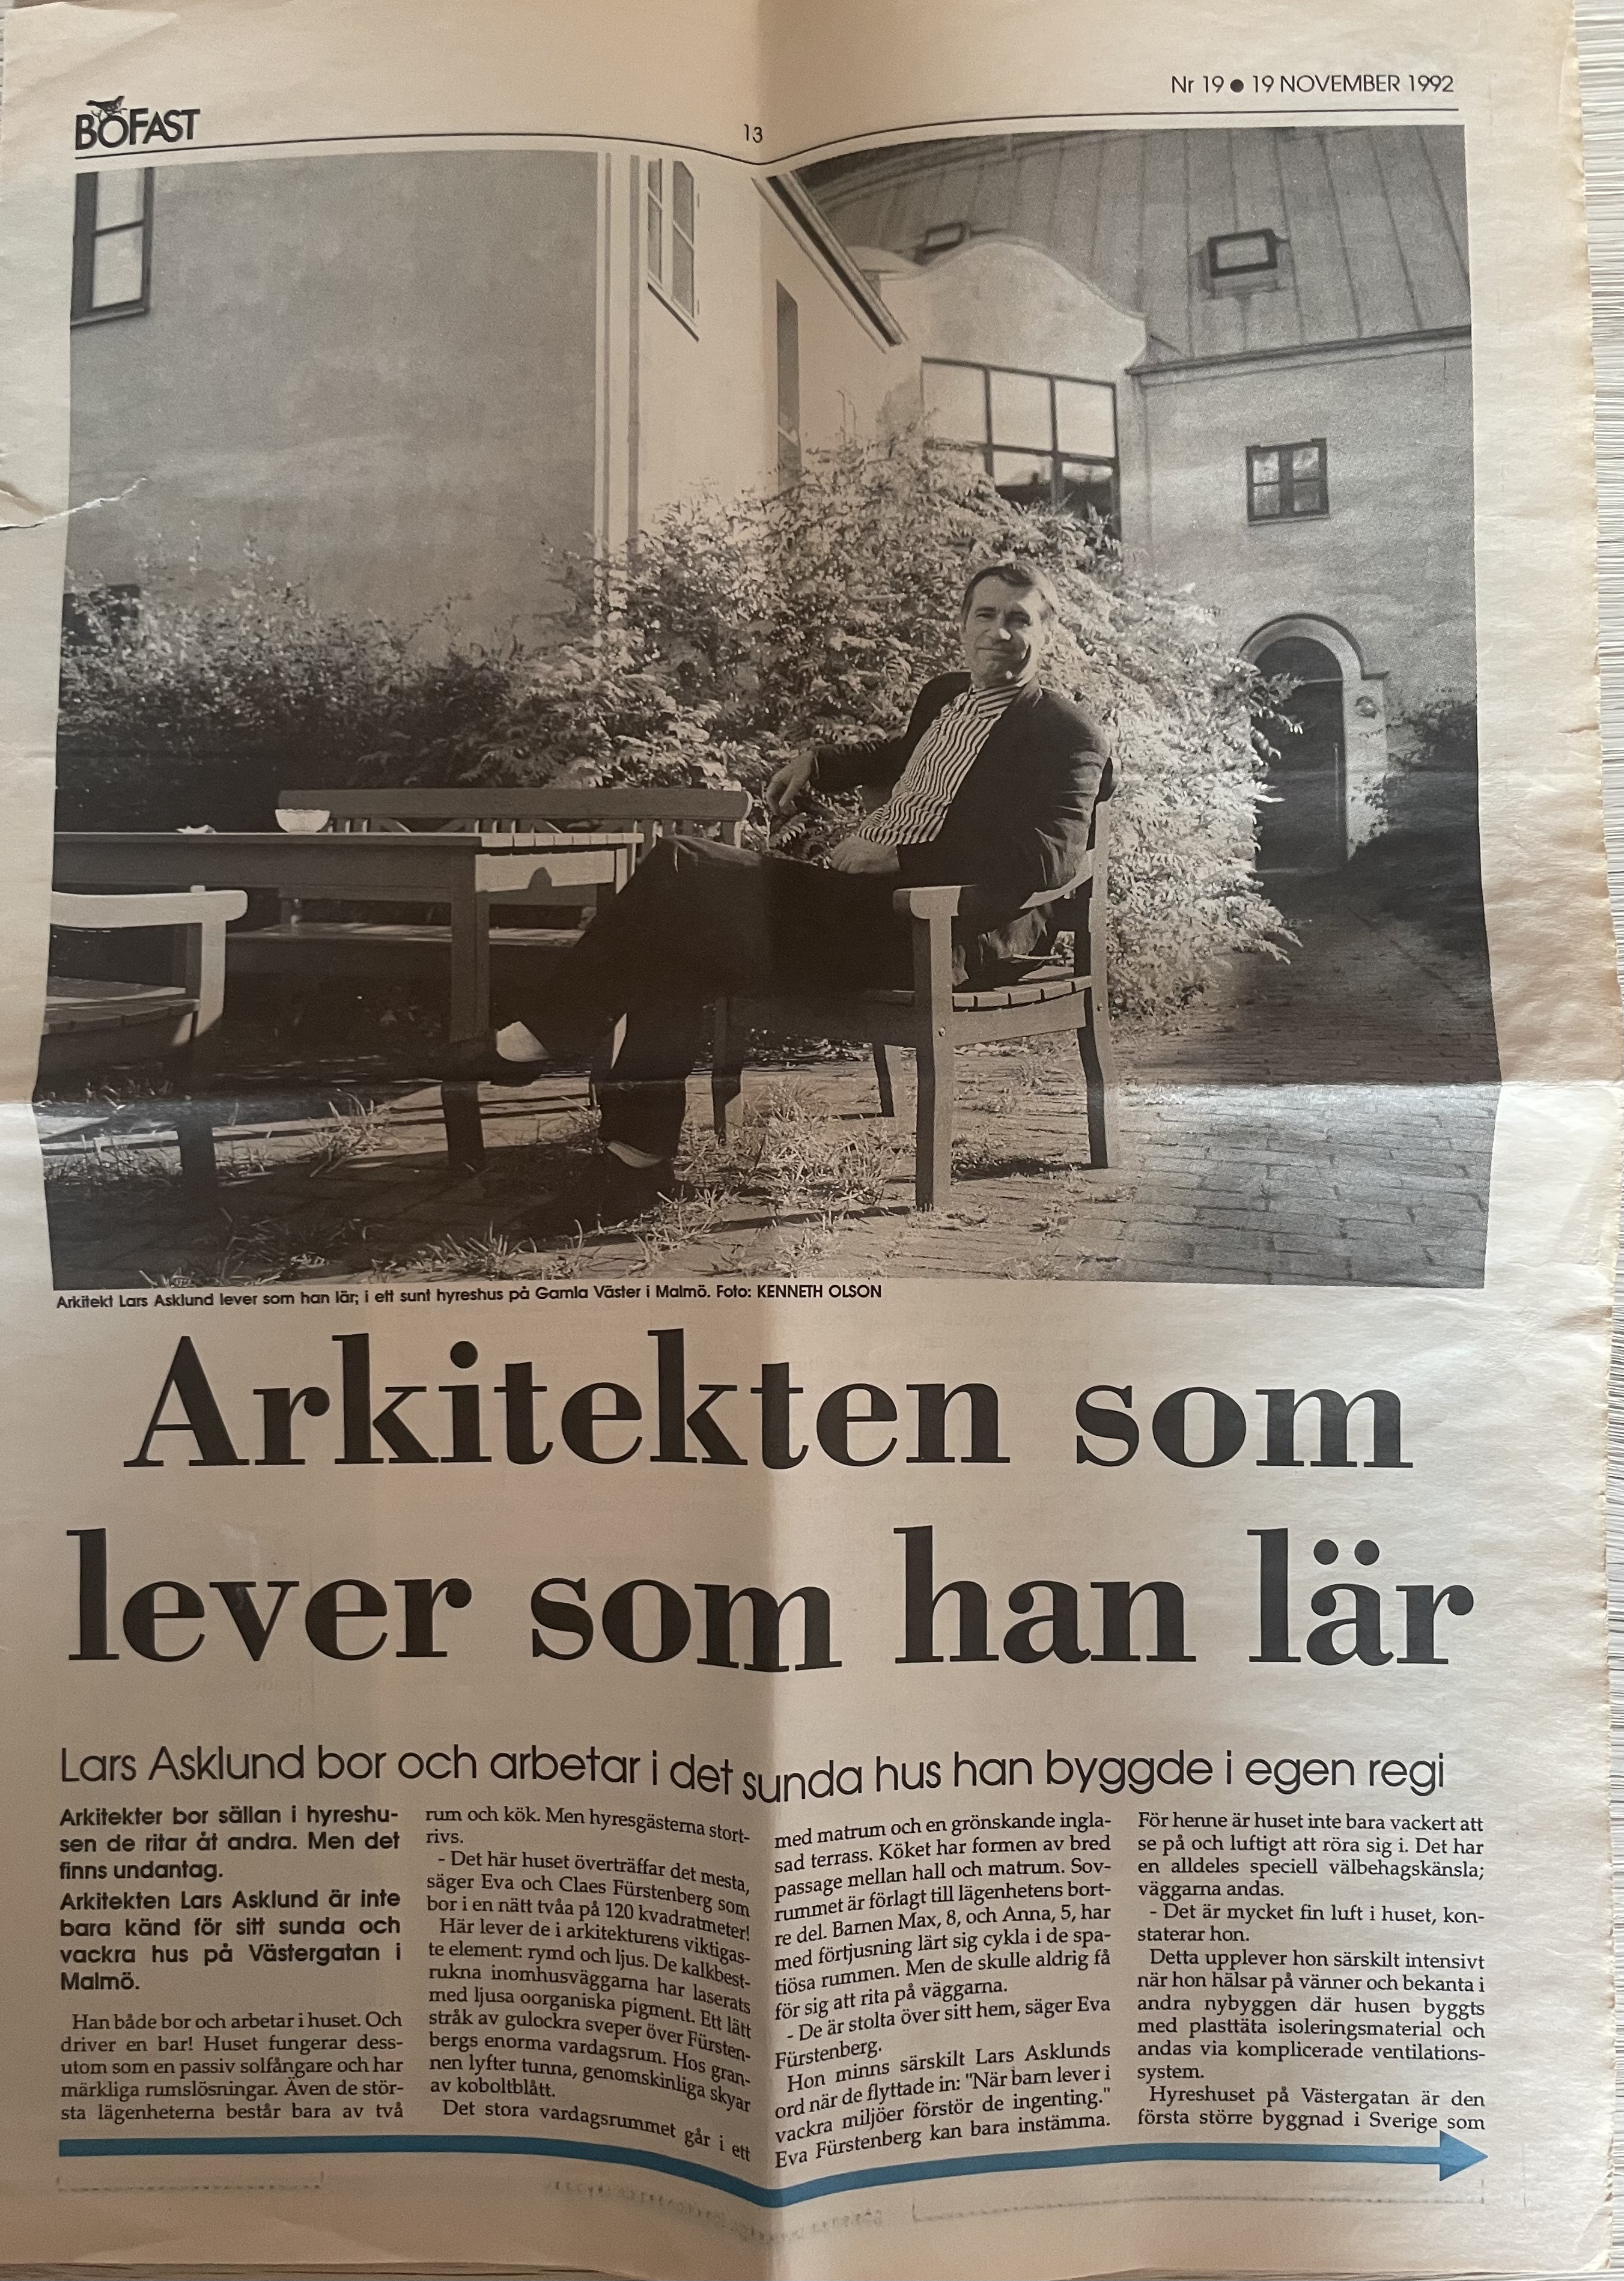 BOFAST
13
Nr 19 ● 19 NOVEMBER 1992
Arkitekt Lars Asklund lever som han lär; i ett sunt hyreshus på Gamla Väster i Malmö. Foto: KENNETH OLSON
Arkitekten som
lever som han lär
Lars Asklund bor och arbetar i det sunda hus han byggde i egen regi
Arkitekter bor sällan i hyreshu-
sen de ritar åt andra. Men det
finns undantag.
Arkitekten Lars Asklund är inte
bara känd för sitt sunda och
vackra hus på Västergatan i
Malmö.
Han både bor och arbetar i huset. Och
driver en bar! Huset fungerar dess-
utom som en passiv solfångare och har
märkliga rumslösningar. Även de stör-
sta lägenheterna består bara av två
rum och kök. Men hyresgästerna stort-
rivs.
- Det här huset överträffar det mesta,
säger Eva och Claes Fürstenberg som
bor i en nätt tvåa på 120 kvadratmeter!
Här lever de i arkitekturens viktigas-
te element: rymd och ljus. De kalkbest-
rukna inomhusväggarna har laserats
med ljusa oorganiska pigment. Ett lätt
stråk av gulockra sveper över Fürsten-
bergs enorma vardagsrum. Hos gran-
nen lyfter tunna, genomskinliga skyar
av koboltblått.
Det stora vardagsrummet går i ett
med matrum och en grönskande ingla-
sad terrass. Köket har formen av bred
passage mellan hall och matrum. Sov-
rummet är förlagt till lägenhetens bort-
re del. Barnen Max, 8, och Anna, 5, har
med förtjusning lärt sig cykla i de spa-
tiösa rummen. Men de skulle aldrig få
för sig att rita på väggarna.
- De är stolta över sitt hem, säger Eva
Fürstenberg.
Hon minns särskilt Lars Asklunds
ord när de flyttade in: "När barn lever i
vackra miljöer förstör de ingenting."
Eva Fürstenberg kan bara instämma.
För henne är huset inte bara vackert att
se på och luftigt att röra sig i. Det har
en alldeles speciell välbehagskänsla;
väggarna andas.
- Det är mycket fin luft i huset, kon-
staterar hon.
Detta upplever hon särskilt intensivt
när hon hälsar på vänner och bekanta i
andra nybyggen där husen byggts
med plasttäta isoleringsmaterial och
andas via komplicerade ventilations-
system.
Hyreshuset på Västergatan är den
första större byggnad i Sverige som